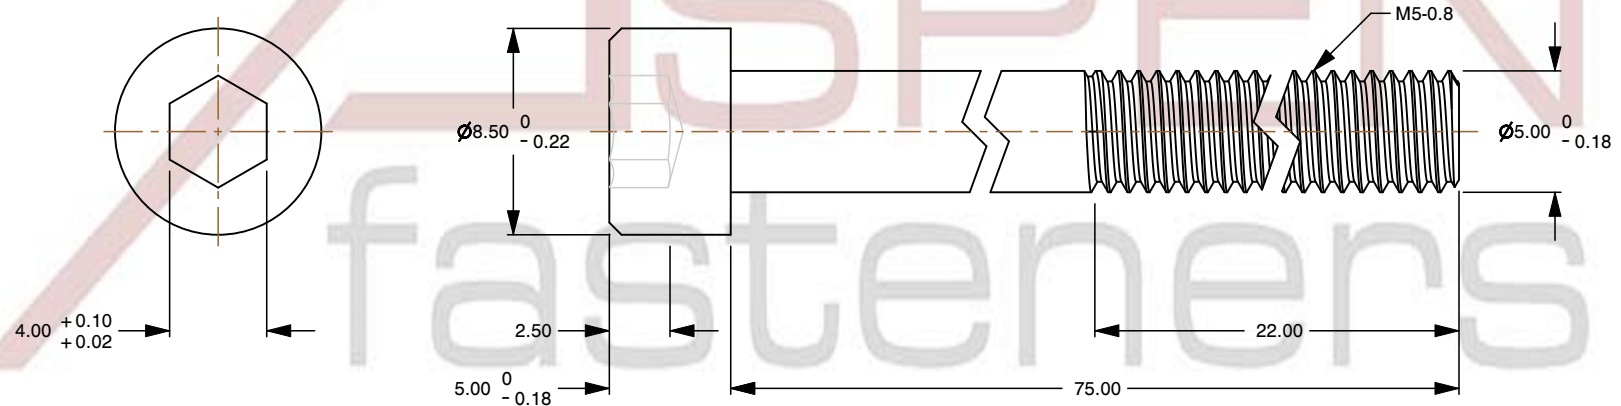 ASPEN
fasteners
M5-0.8
Ø8.50 0
- 0.22
Ø5.00 0
- 0.18
4.00 + 0.10
+ 0.02
2.50
22.00
5.00 0
- 0.18
75.00